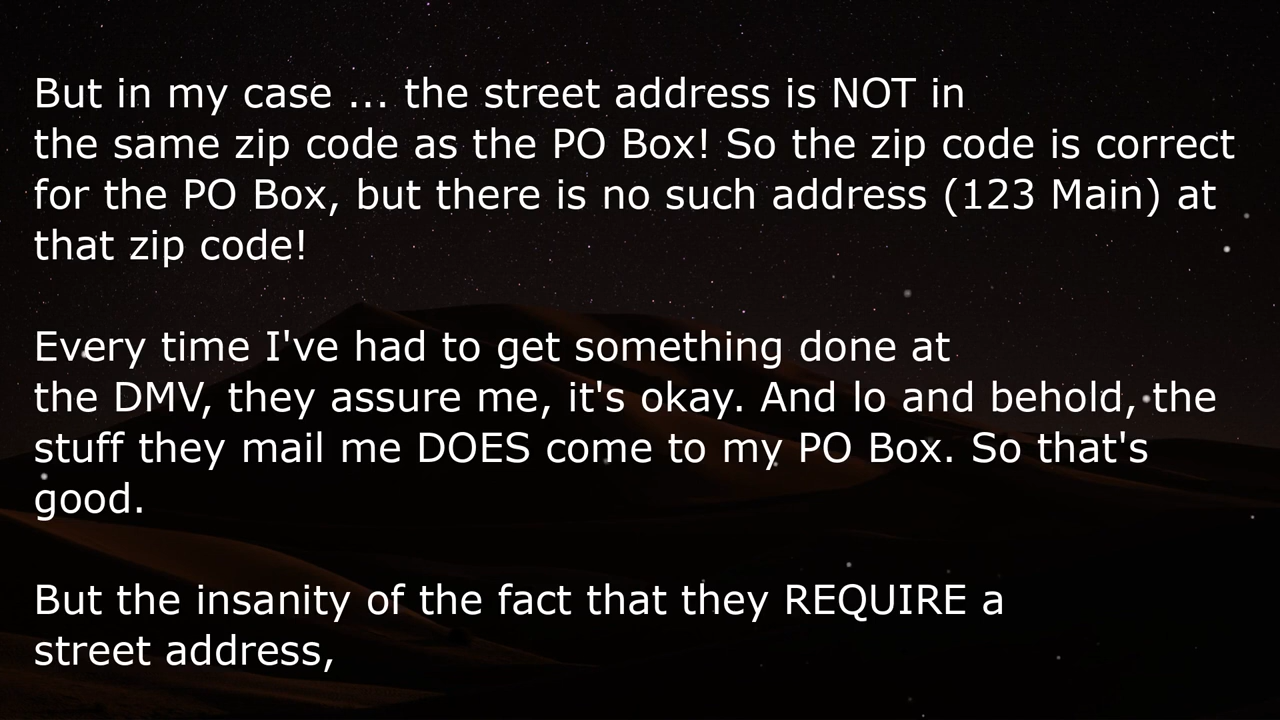 But in my case ... the street address is NOT in
the same zip code as the PO Box! So the zip code is correct
for the PO Box, but there is no such address (123 Main) at
that zip code!
Every time I've had to get something done at
the DMV, they assure me, it's okay. And lo and behold, the
stuff they mail me DOES come to my PO Box. So that's
good.
But the insanity of the fact that they REQUIRE a
street address,